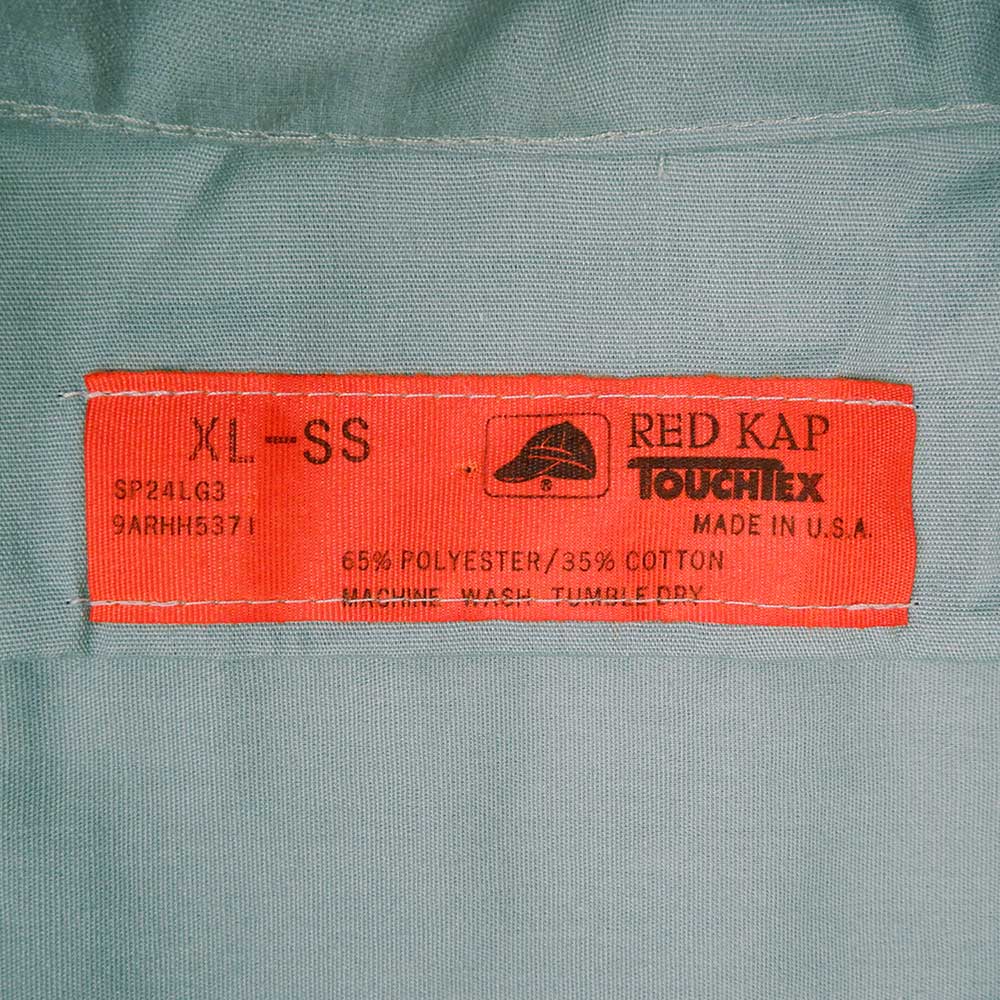 XL-SS
SP24LG3
9ARHH5371
®
RED KAP
TOUCHTEX
MADE IN U.S.A.
65% POLYESTER/35% COTTON
MACHINE WASH TUMBLE DRY